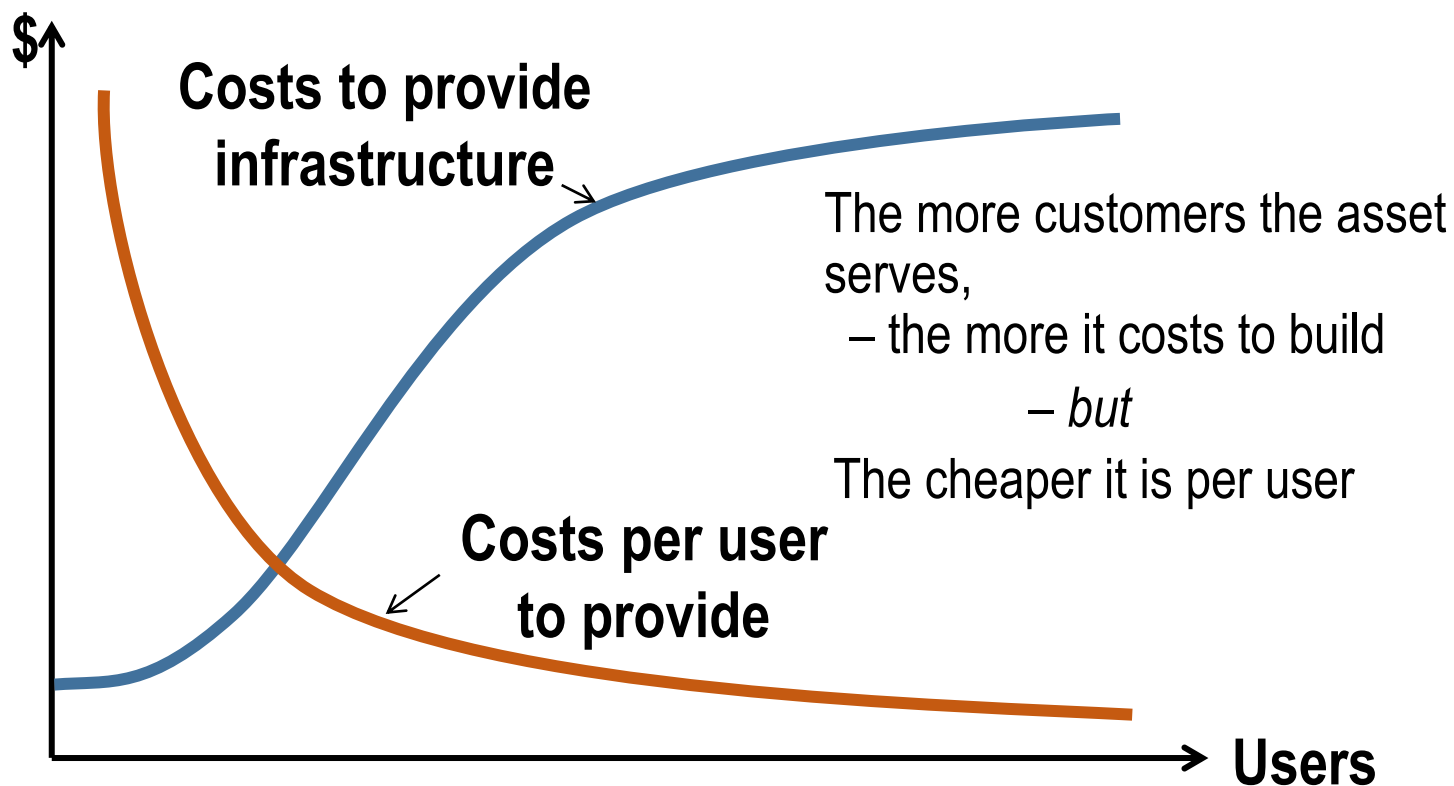 $
Costs to provide
infrastructure
The more customers the asset
serves,
– the more it costs to build
– but
The cheaper it is per user
Costs per user
to provide
Users